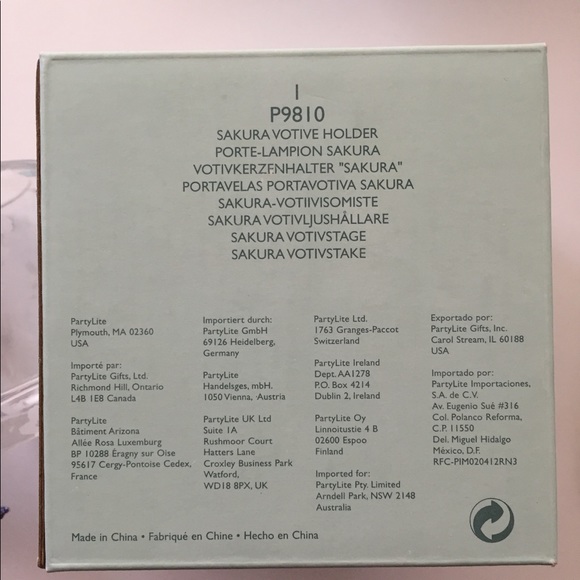 1
P9810
SAKURA VOTIVE HOLDER
PORTE-LAMPION SAKURA
VOTIVKERZENHALTER "SAKURA"
PORTAVELAS PORTAVOTIVA SAKURA
SAKURA-VOTIIVISOMISTE
SAKURA VOTIVLJUSHÅLLARE
SAKURA VOTIVSTAGE
SAKURA VOTIVSTAKE
PartyLite
Plymouth, MA 02360
USA
Importé par:
PartyLite Gifts, Ltd.
Richmond Hill, Ontario
L4B 1E8 Canada
PartyLite
Bâtiment Arizona
Allée Rosa Luxemburg
BP 10288 Éragny sur Oise
95617 Cergy-Pontoise Cedex,
France
Importiert durch:
PartyLite GmbH
69126 Heidelberg,
Germany
PartyLite
Handelsges, mbH.
1050 Vienna, Austria
PartyLite UK Ltd
Suite 1A
Rushmoor Court
Hatters Lane
Croxley Business Park
Watford,
WD18 8PX, UK
PartyLite Ltd.
1763 Granges-Paccot
Switzerland
PartyLite Ireland
Dept. AA1278
P.O. Box 4214
Dublin 2, Ireland
PartyLite Oy
Linnoitustie 4 B
02600 Espoo
Finland
Imported for:
PartyLite Pty. Limited
Arndell Park, NSW 2148
Australia
Exportado por:
PartyLite Gifts, Inc.
Carol Stream, IL 60188
USA
Importado por:
PartyLite Importaciones,
S.A. de C.V.
Av. Eugenio Sué #316
Col. Polanco Reforma,
C.P. 11550
Del. Miguel Hidalgo
México, D.F.
RFC-PIM020412RN3
Made in China • Fabriqué en Chine • Hecho en China